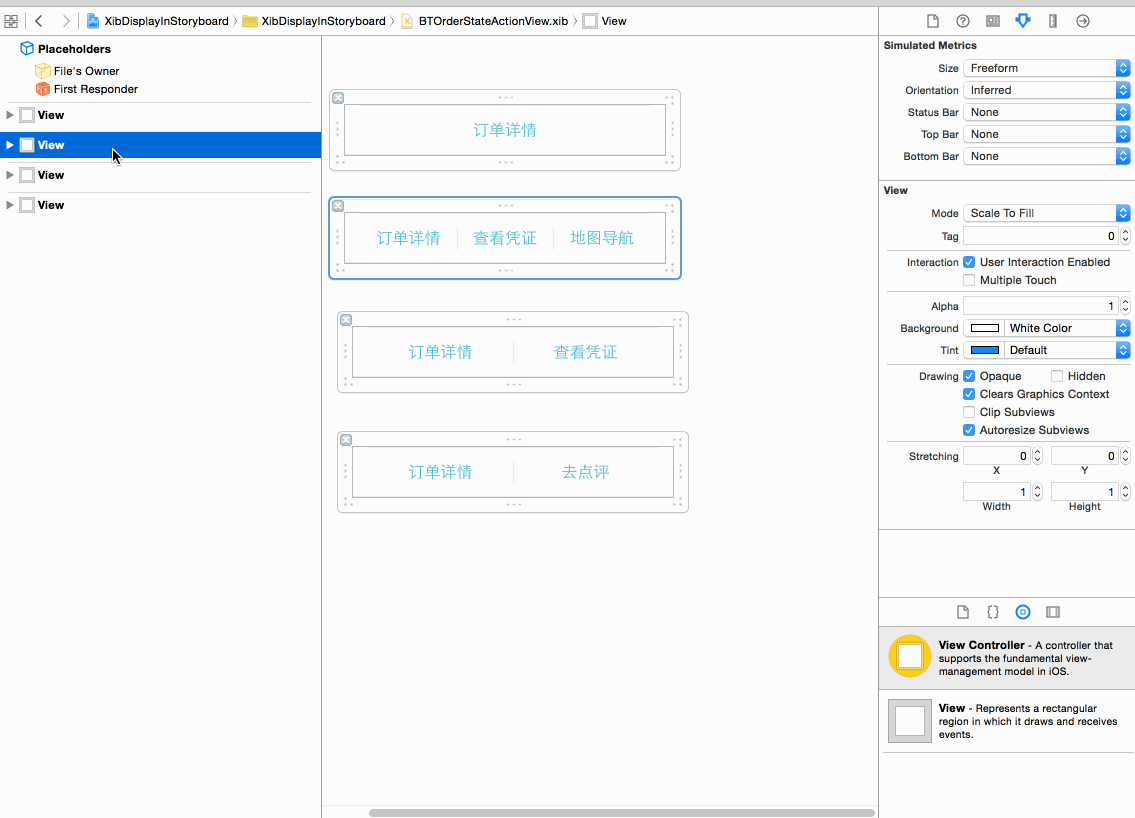 XibDisplayInStoryboard XibDisplayInStoryboard BTOrderStateActionView.xib View
Placeholders
File's Owner
First Responder
View
View
View
View
订单详情
订单详情 查看凭证 地图导航
订单详情 查看凭证
订单详情 去点评
Simulated Metrics
Size Freeform
Orientation Inferred
Status Bar None
Top Bar None
Bottom Bar None
View
Mode Scale To Fill
Tag 0
Interaction User Interaction Enabled
Multiple Touch
Alpha 1
Background White Color
Tint Default
Drawing Opaque Hidden
Clears Graphics Context
Clip Subviews
Autoresize Subviews
Stretching 0 0
X Y
1 1
Width Height
View Controller - A controller that
supports the fundamental view-
management model in iOS.
View - Represents a rectangular
region in which it draws and receives
events.